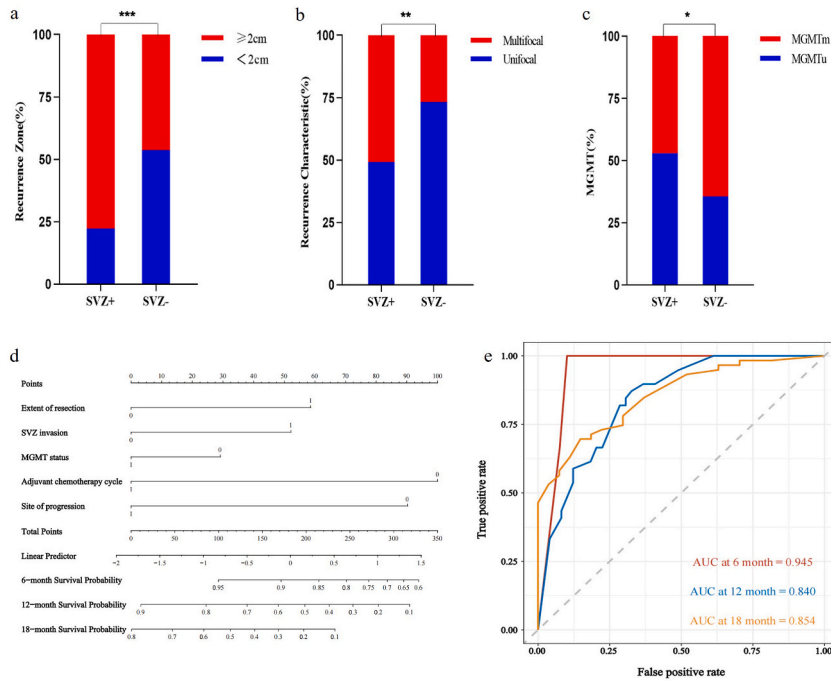 a
***
≥2cm
<2cm
Recurrence Zone(%)
100
75
50
25
0
SVZ+ SVZ-
b
**
Multifocal
Unifocal
Recurrence Characteristic(%)
100
75
50
25
0
SVZ+ SVZ-
c
*
MGMTm
MGMTu
MGMT(%)
100
75
50
25
0
SVZ+ SVZ-
d
Points 0 10 20 29 38 47 56 64 73 82 91 100
Extent of resection 0 1
SVZ invasion 0 1
MGMT status 1 0
Adjuvant chemotherapy cycle 1 0
Site of progression 1 0
Total Points 0 50 100 150 200 250 300 350
Linear Predictor -2 -1.5 -1 -0.5 0 0.5 1 1.5
6-month Survival Probability 0.95 0.9 0.85 0.8 0.75 0.7 0.65 0.6
12-month Survival Probability 0.9 0.8 0.7 0.6 0.5 0.4 0.3 0.2 0.1
18-month Survival Probability 0.8 0.7 0.6 0.5 0.4 0.3 0.2 0.1
e
True positive rate
1.00
0.75
0.50
0.25
0.00
AUC at 6 month = 0.945
AUC at 12 month = 0.840
AUC at 18 month = 0.854
0.00 0.25 0.50 0.75 1.00
False positive rate